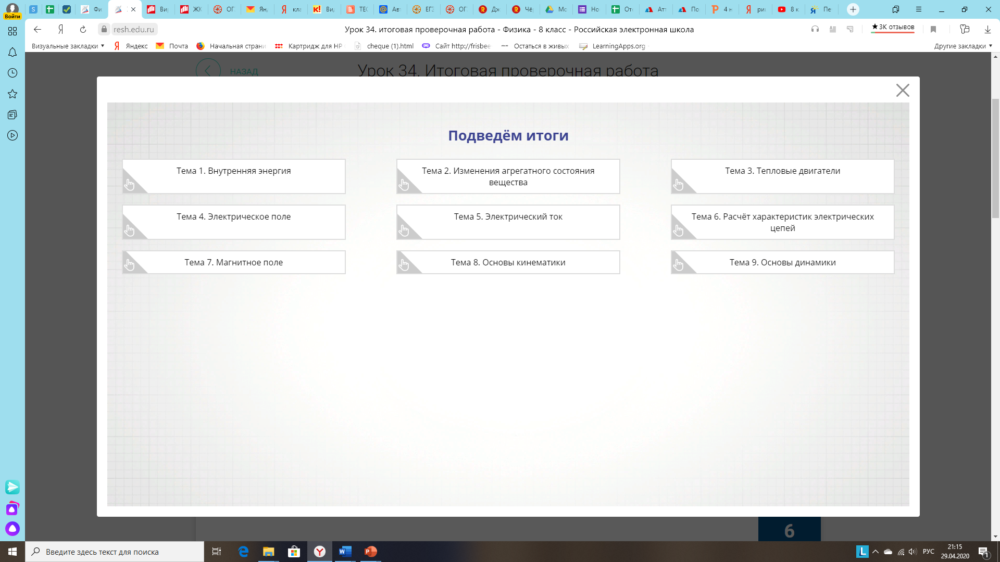 Войти
Фи
Ви
ЖК
ОГ
Ян
кла
Ви
ТЕС
Ав
ЕГЭ
ОГ
Дж
Чё
Мо
Но
От
Ат
По
4 н
ри
8 к
Пе
resh.edu.ru
Урок 34. итоговая проверочная работа - Физика - 8 класс - Российская электронная школа
★3К отзывов
Визуальные закладки
Яндекс
Почта
Начальная страни
Картридж для HP
cheque (1).html
Сайт http://frisbee
Остаться в живых
LearningApps.org
Другие закладки
НАЗАД
Урок 34. Итоговая проверочная работа
Подведём итоги
Тема 1. Внутренняя энергия
Тема 2. Изменения агрегатного состояния
вещества
Тема 3. Тепловые двигатели
Тема 4. Электрическое поле
Тема 5. Электрический ток
Тема 6. Расчёт характеристик электрических
цепей
Тема 7. Магнитное поле
Тема 8. Основы кинематики
Тема 9. Основы динамики
6
Введите здесь текст для поиска
РУС
21:15
29.04.2020
1